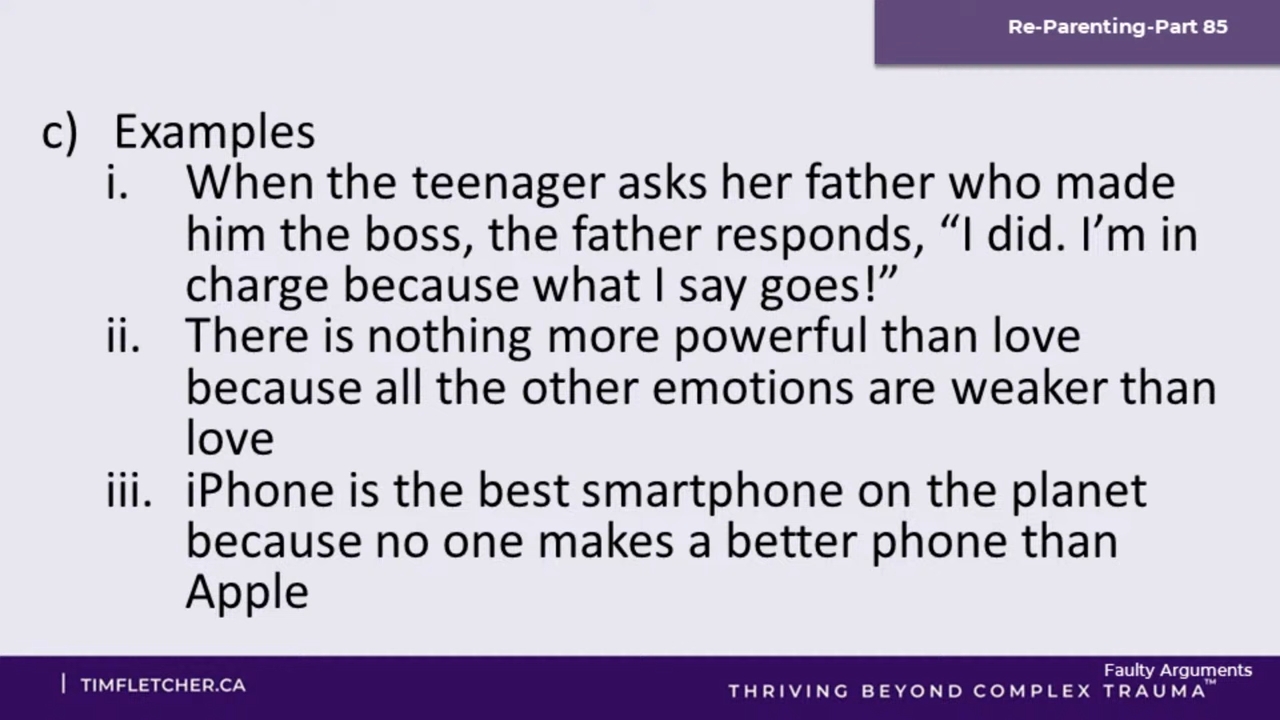 Re-Parenting-Part 85
c) Examples
i. When the teenager asks her father who made
him the boss, the father responds, “I did. I’m in
charge because what I say goes!”
ii. There is nothing more powerful than love
because all the other emotions are weaker than
love
iii. iPhone is the best smartphone on the planet
because no one makes a better phone than
Apple
| TIMFLETCHER.CA
Faulty Arguments
THRIVING BEYOND COMPLEX TRAUMA™